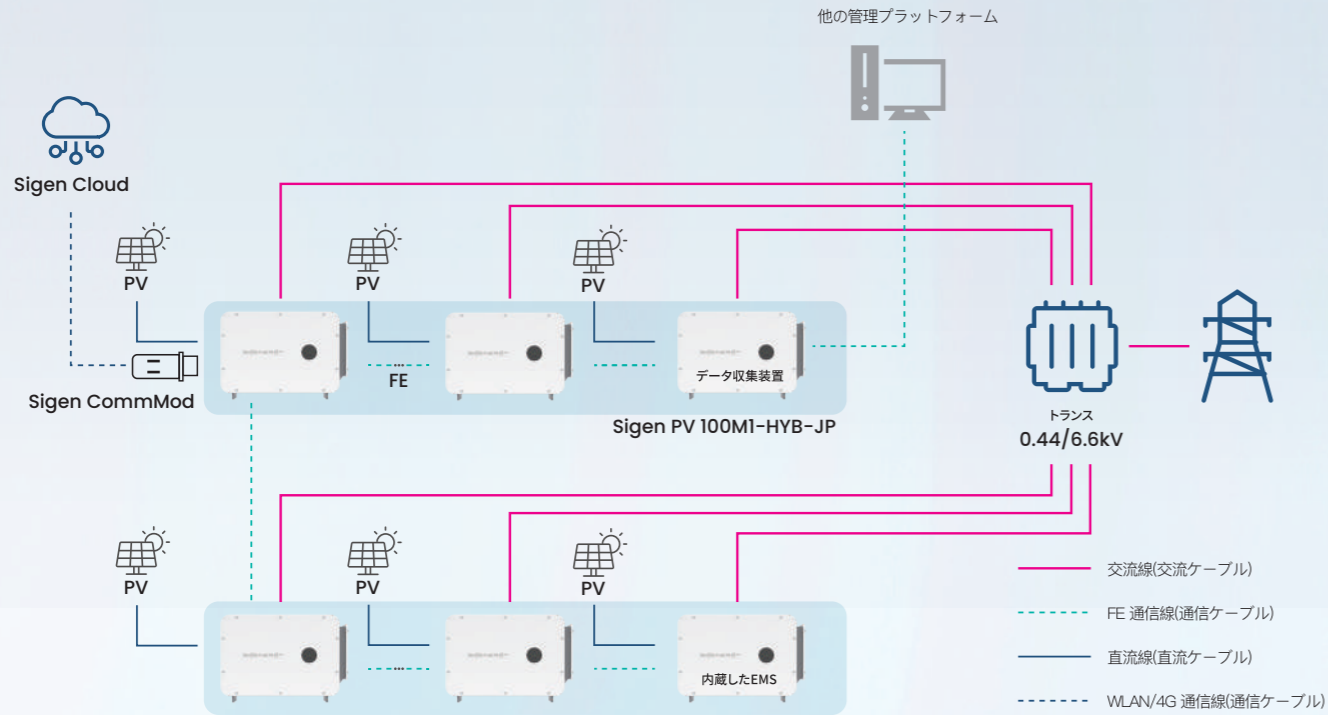 他の管理プラットフォーム
Sigen Cloud
PV
PV
PV
Sigen CommMod
FE
データ収集装置
Sigen PV 100M1-HYB-JP
トランス
0.44/6.6kV
PV
PV
PV
内蔵したEMS
交流線(交流ケーブル)
FE 通信線(通信ケーブル)
直流線(直流ケーブル)
WLAN/4G 通信線(通信ケーブル)